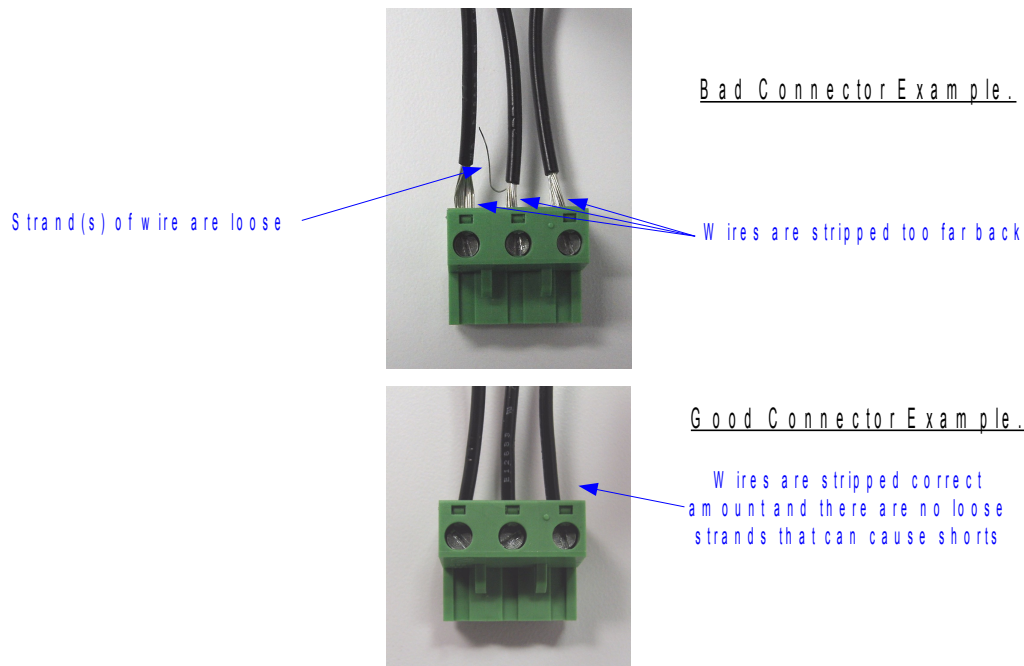 Bad Connector Example.
Strand(s) of wire are loose
Wires are stripped too far back
Good Connector Example.
Wires are stripped correct
amount and there are no loose
strands that can cause shorts